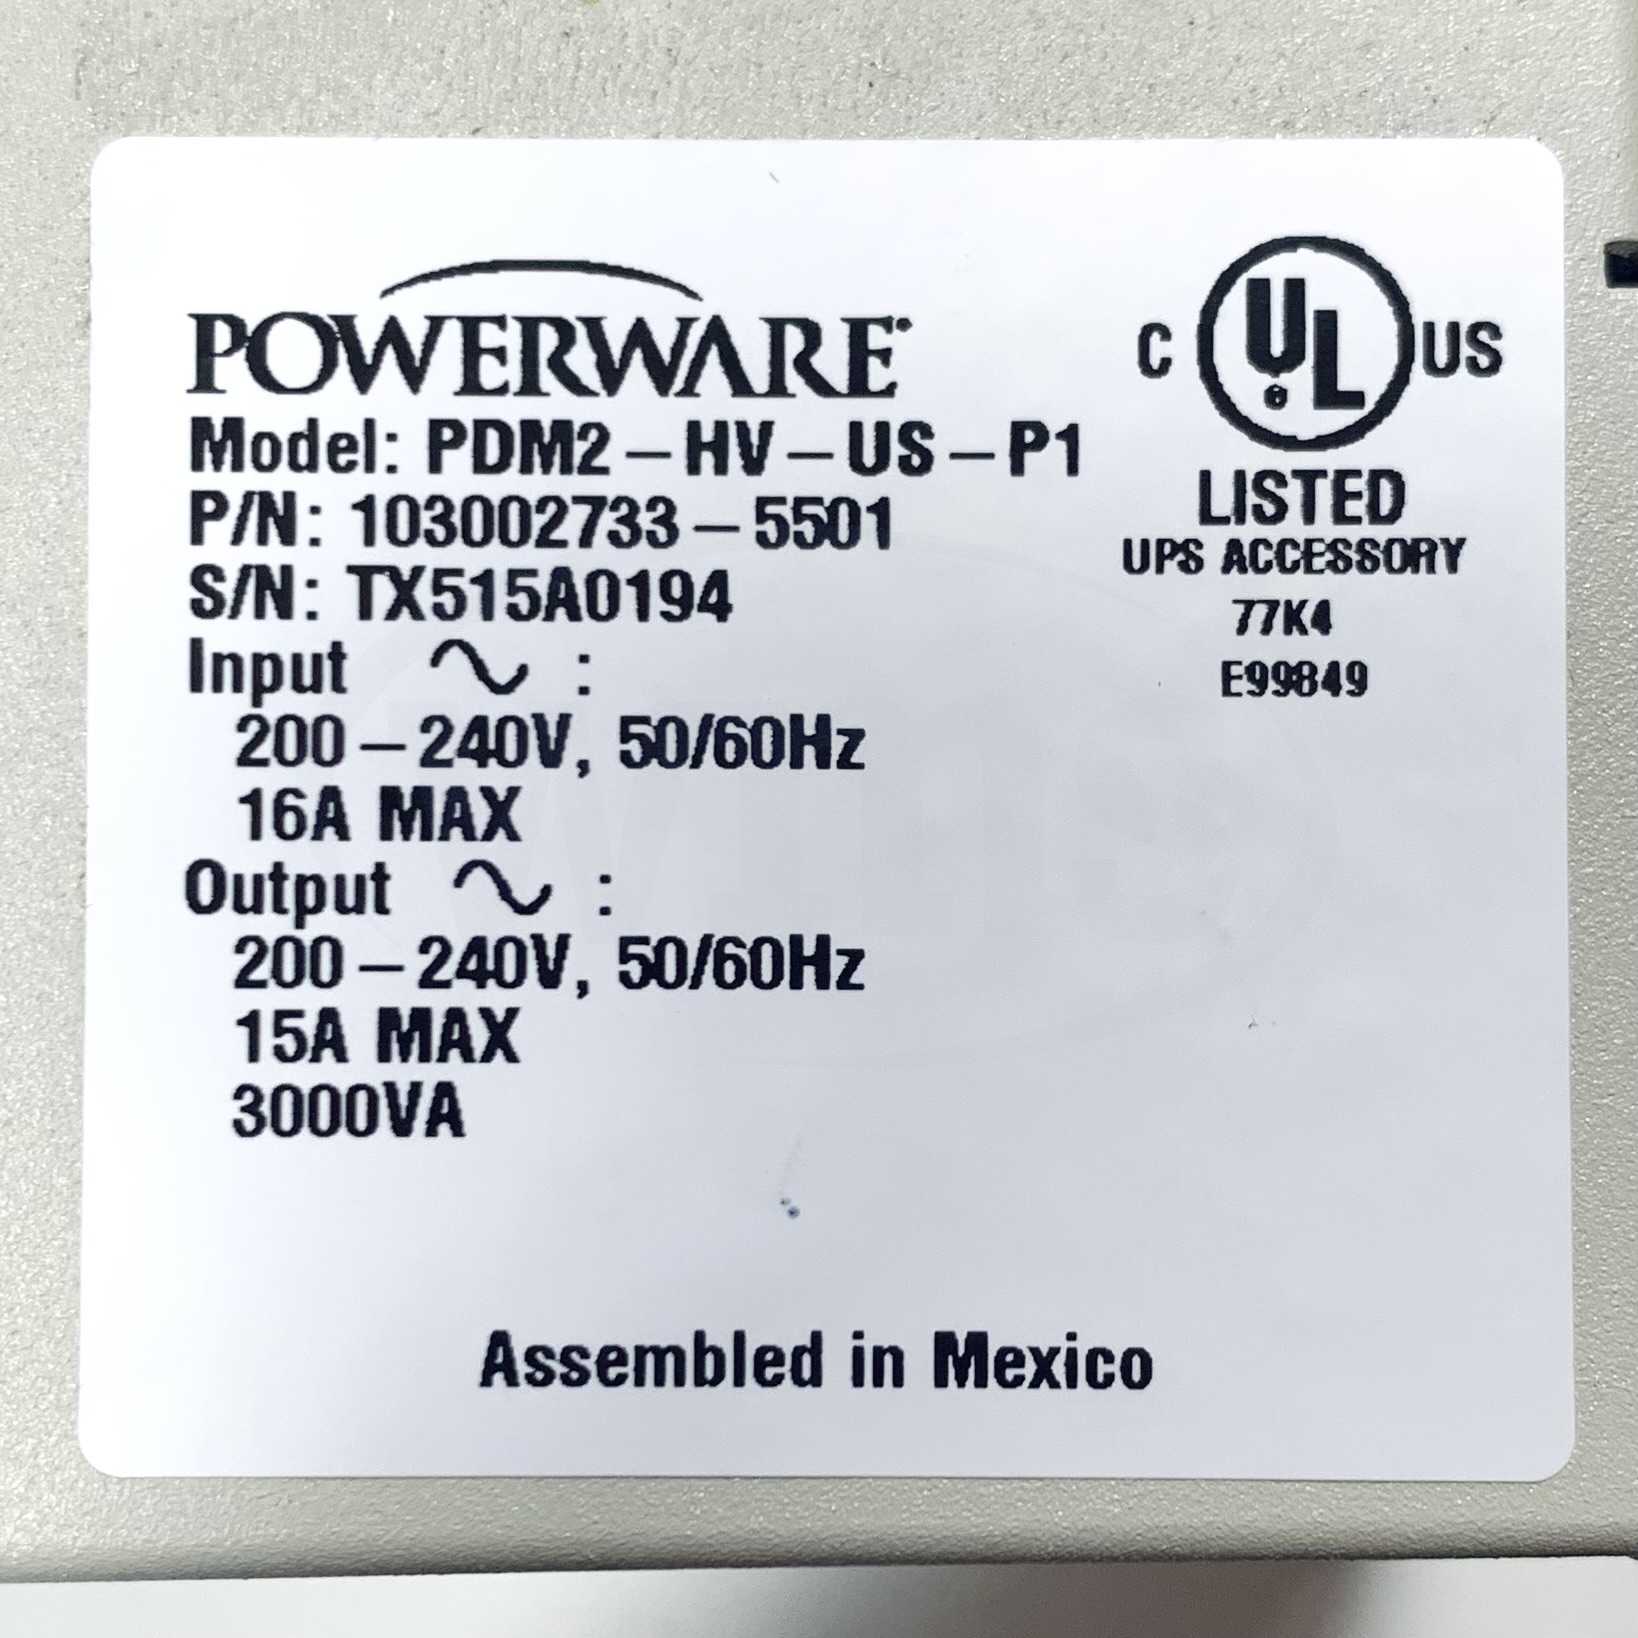 POWERWARE
Model: PDM2-HV-US-P1
P/N: 103002733-5501
S/N: TX515A0194
Input ∿ :
200-240V, 50/60Hz
16A MAX
Output ∿ :
200-240V, 50/60Hz
15A MAX
3000VA
C UL® US
LISTED
UPS ACCESSORY
77K4
E99849
Assembled in Mexico